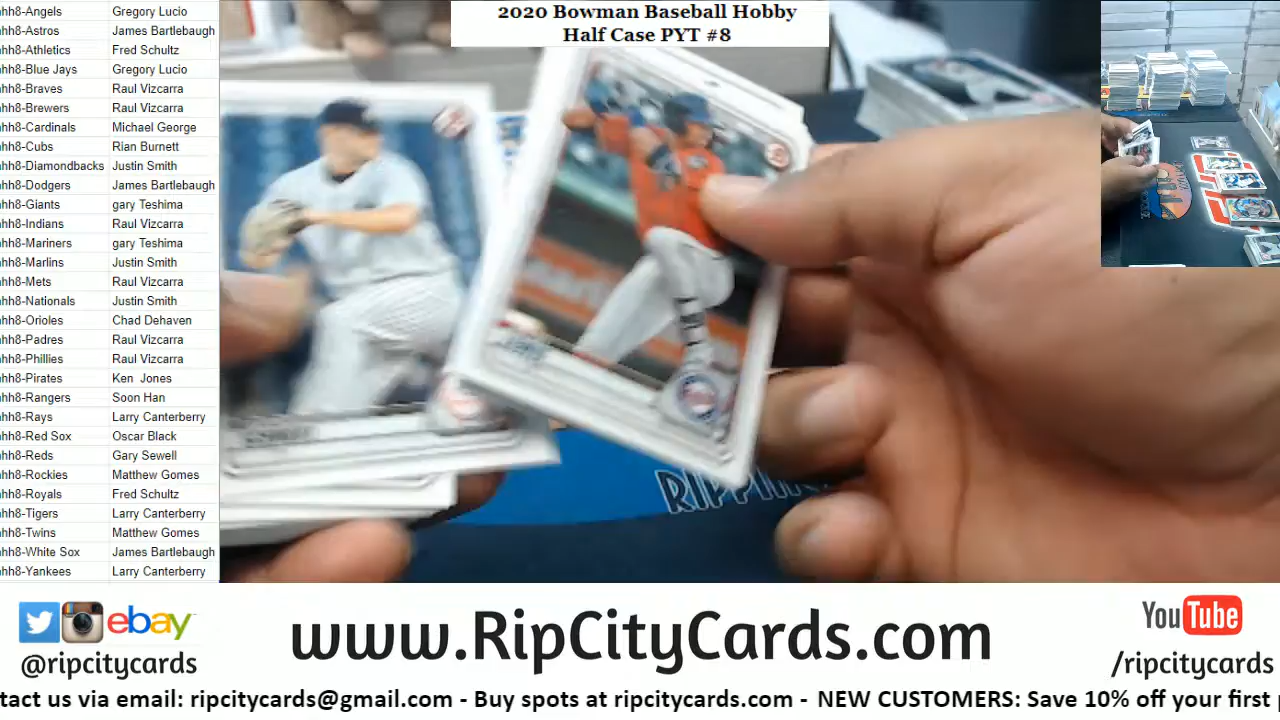 2020 Bowman Baseball Hobby
Half Case PYT #8
hh8-Angels Gregory Lucio
hh8-Astros James Bartlebaugh
hh8-Athletics Fred Schultz
hh8-Blue Jays Gregory Lucio
hh8-Braves Raul Vizcarra
hh8-Brewers Raul Vizcarra
hh8-Cardinals Michael George
hh8-Cubs Rian Burnett
hh8-Diamondbacks Justin Smith
hh8-Dodgers James Bartlebaugh
hh8-Giants gary Teshima
hh8-Indians Raul Vizcarra
hh8-Mariners gary Teshima
hh8-Marlins Justin Smith
hh8-Mets Raul Vizcarra
hh8-Nationals Justin Smith
hh8-Orioles Chad Dehaven
hh8-Padres Raul Vizcarra
hh8-Phillies Raul Vizcarra
hh8-Pirates Ken Jones
hh8-Rangers Soon Han
hh8-Rays Larry Canterberry
hh8-Red Sox Oscar Black
hh8-Reds Gary Sewell
hh8-Rockies Matthew Gomes
hh8-Royals Fred Schultz
hh8-Tigers Larry Canterberry
hh8-Twins Matthew Gomes
hh8-White Sox James Bartlebaugh
hh8-Yankees Larry Canterberry
ebay
@ripcitycards
www.RipCityCards.com
YouTube
/ripcitycards
tact us via email: ripcitycards@gmail.com - Buy spots at ripcitycards.com - NEW CUSTOMERS: Save 10% off your first